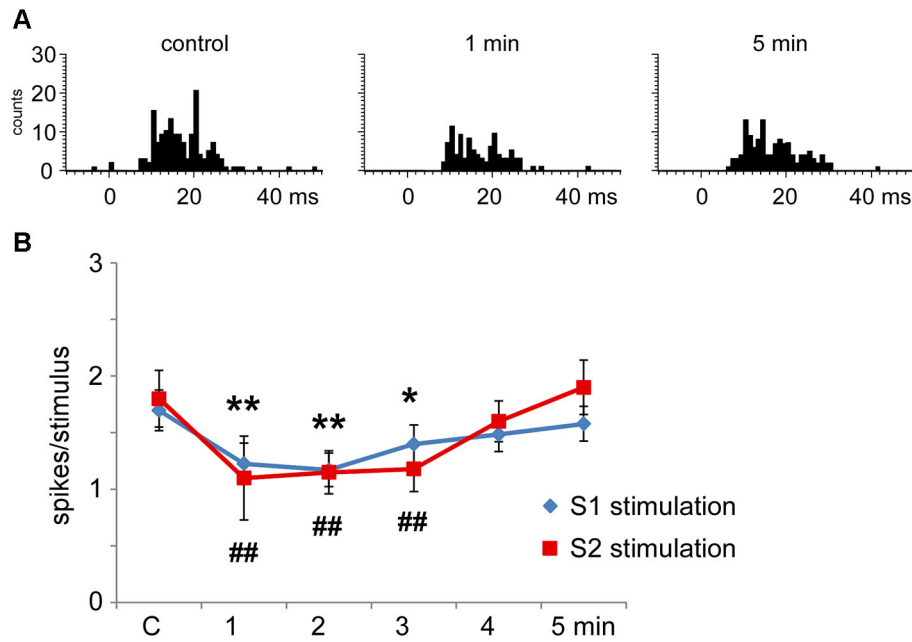 A
control
1 min
5 min
counts
30
20
10
0
0 20 40 ms
0 20 40 ms
0 20 40 ms
B
spikes/stimulus
3
2
1
0
** ** *
## ## ##
S1 stimulation
S2 stimulation
C 1 2 3 4 5 min